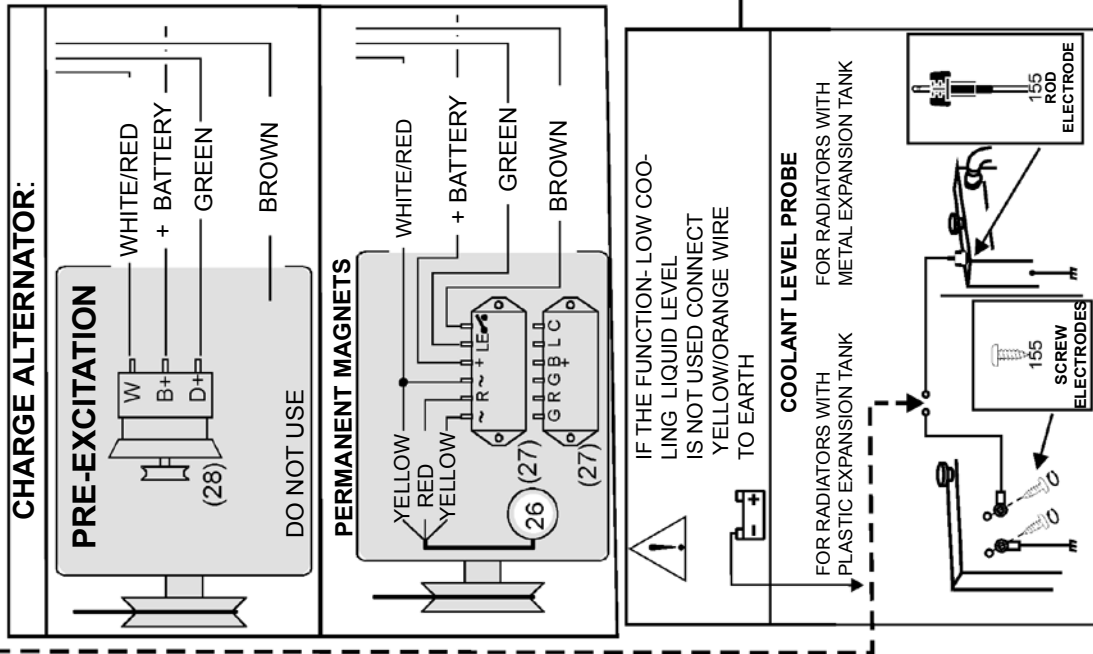 CHARGE ALTERNATOR:
PRE-EXCITATION
W
B+
D+
(28)
WHITE/RED
+ BATTERY
GREEN
BROWN
DO NOT USE
PERMANENT MAGNETS
YELLOW
RED
YELLOW
~ R ~ + LE
G R G B+ L C
(27)
(27)
26
WHITE/RED
+ BATTERY
GREEN
BROWN
IF THE FUNCTION- LOW COO-
LING LIQUID LEVEL
IS NOT USED CONNECT
YELLOW/ORANGE WIRE
TO EARTH
!
- +
COOLANT LEVEL PROBE
FOR RADIATORS WITH
PLASTIC EXPANSION TANK
FOR RADIATORS WITH
METAL EXPANSION TANK
155
SCREW
ELECTRODES
155
ROD
ELECTRODE